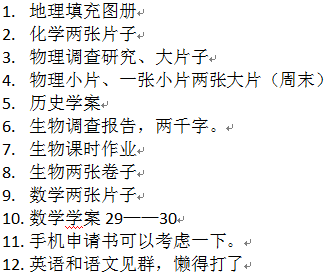 1. 地理填充图册
2. 化学两张片子
3. 物理调查研究、大片子
4. 物理小片、一张小片两张大片（周末）
5. 历史学案
6. 生物调查报告，两千字。
7. 生物课时作业
8. 生物两张卷子
9. 数学两张片子
10. 数学学案 29——30
11. 手机申请书可以考虑一下。
12. 英语和语文见群，懒得打了